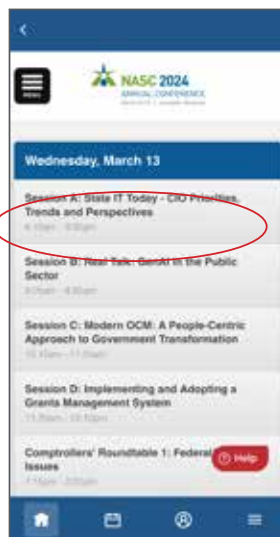 MENU
NASC 2024
ANNUAL CONFERENCE
Wednesday, March 13
Session A: State IT Today - CIO Priorities,
Trends and Perspectives
Session B: Real Talk: GenAI in the Public
Sector
Session C: Modern OCM: A People-Centric
Approach to Government Transformation
Session D: Implementing and Adopting a
Grants Management System
Comptrollers' Roundtable 1: Federal
Issues
Help